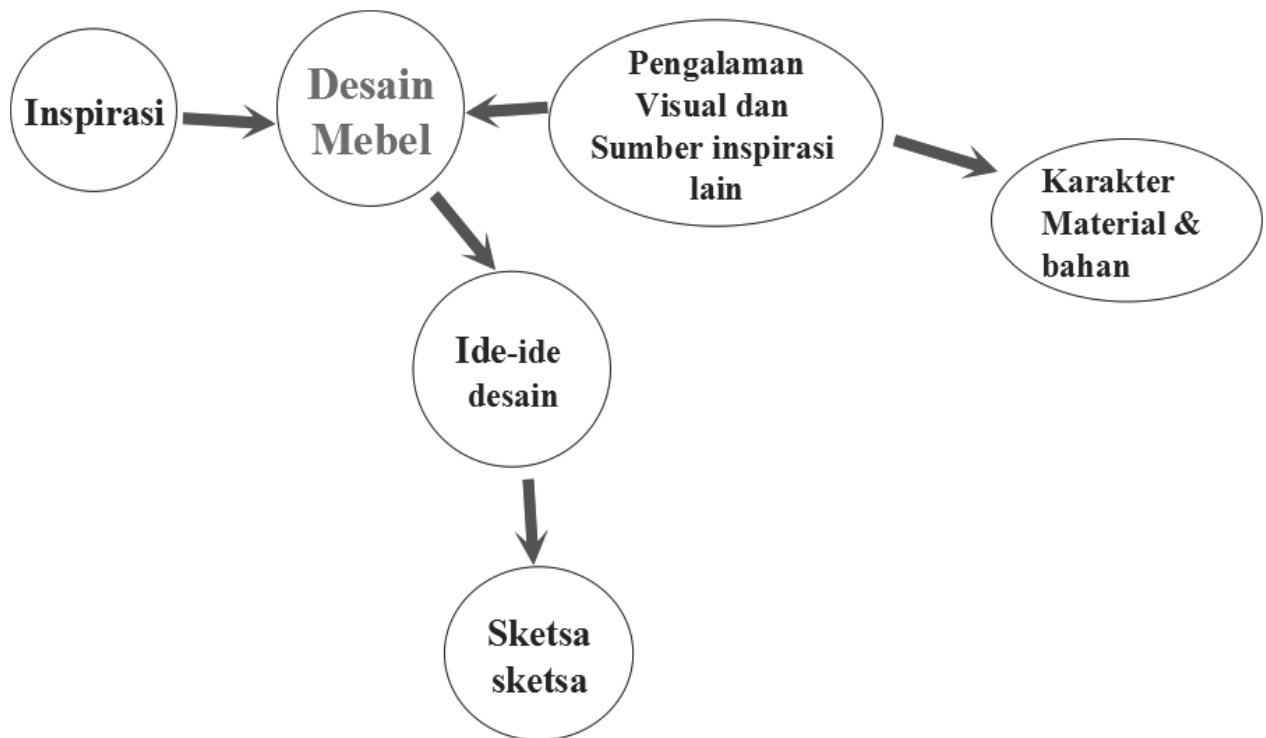 Inspirasi
Desain
Mebel
Pengalaman
Visual dan
Sumber inspirasi
lain
Karakter
Material &
bahan
Ide-ide
desain
Sketsa
sketsa